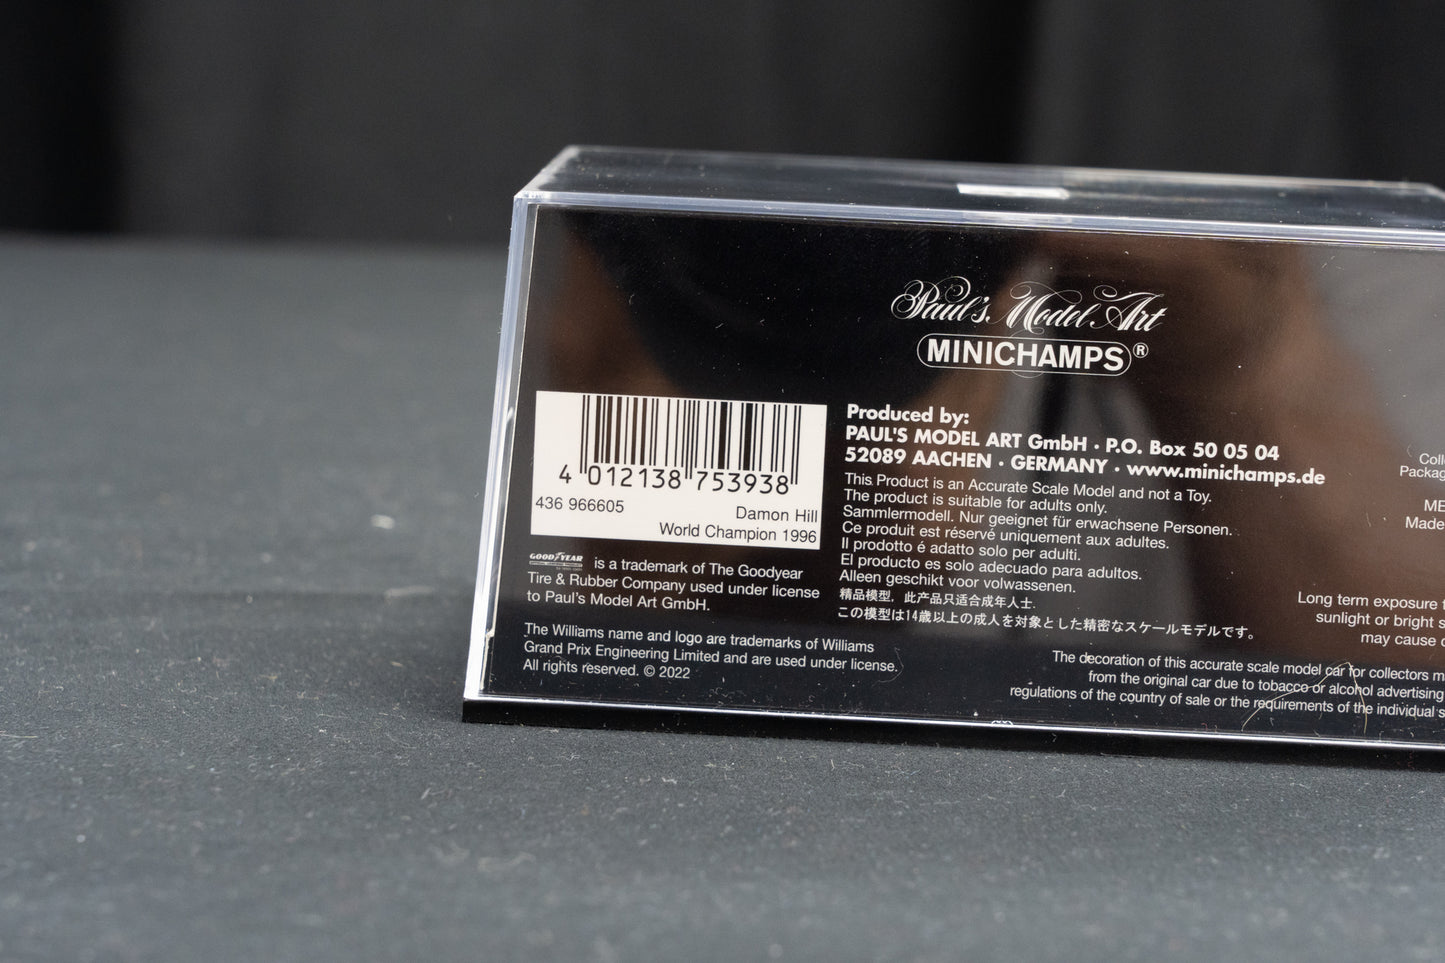 Paul's Model Art
MINICHAMPS®
4 012138 753938
436 966605
Damon Hill
World Champion 1996
GOODYEAR is a trademark of The Goodyear
Tire & Rubber Company used under license
to Paul's Model Art GmbH.
The Williams name and logo are trademarks of Williams
Grand Prix Engineering Limited and are used under license.
All rights reserved. © 2022
Produced by:
PAUL'S MODEL ART GmbH · P.O. Box 50 05 04
52089 AACHEN · GERMANY · www.minichamps.de
This Product is an Accurate Scale Model and not a Toy.
The product is suitable for adults only.
Sammlermodell. Nur geeignet für erwachsene Personen.
Ce produit est réservé uniquement aux adultes.
Il prodotto é adatto solo per adulti.
El producto es solo adecuado para adultos.
Alleen geschikt voor volwassenen.
精品模型，此产品只适合成年人士.
この模型は14歳以上の成人を対象とした精密なスケールモデルです。
The decoration of this accurate scale model car for collectors m
from the original car due to tobacco or alcohol advertising
regulations of the country of sale or the requirements of the individual s
Colle
Packag
ME
Made
Long term exposure t
sunlight or bright s
may cause